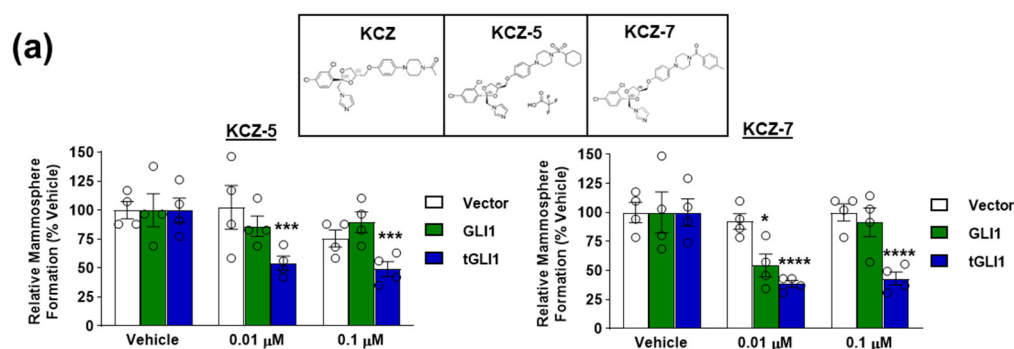 (a)
KCZ
KCZ-5
KCZ-7
KCZ-5
Relative Mammosphere
Formation (% Vehicle)
150
125
100
75
50
25
0
***
***
Vehicle
0.01 μM
0.1 μM
Vector
GLI1
tGLI1
KCZ-7
Relative Mammosphere
Formation (% Vehicle)
150
125
100
75
50
25
0
*
****
****
Vehicle
0.01 μM
0.1 μM
Vector
GLI1
tGLI1